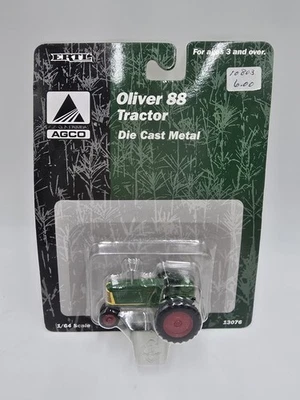 ERTL
For ages 3 and over.
10803
6.00
Oliver 88
Tractor
Die Cast Metal
AGCO
1/64 Scale
13076